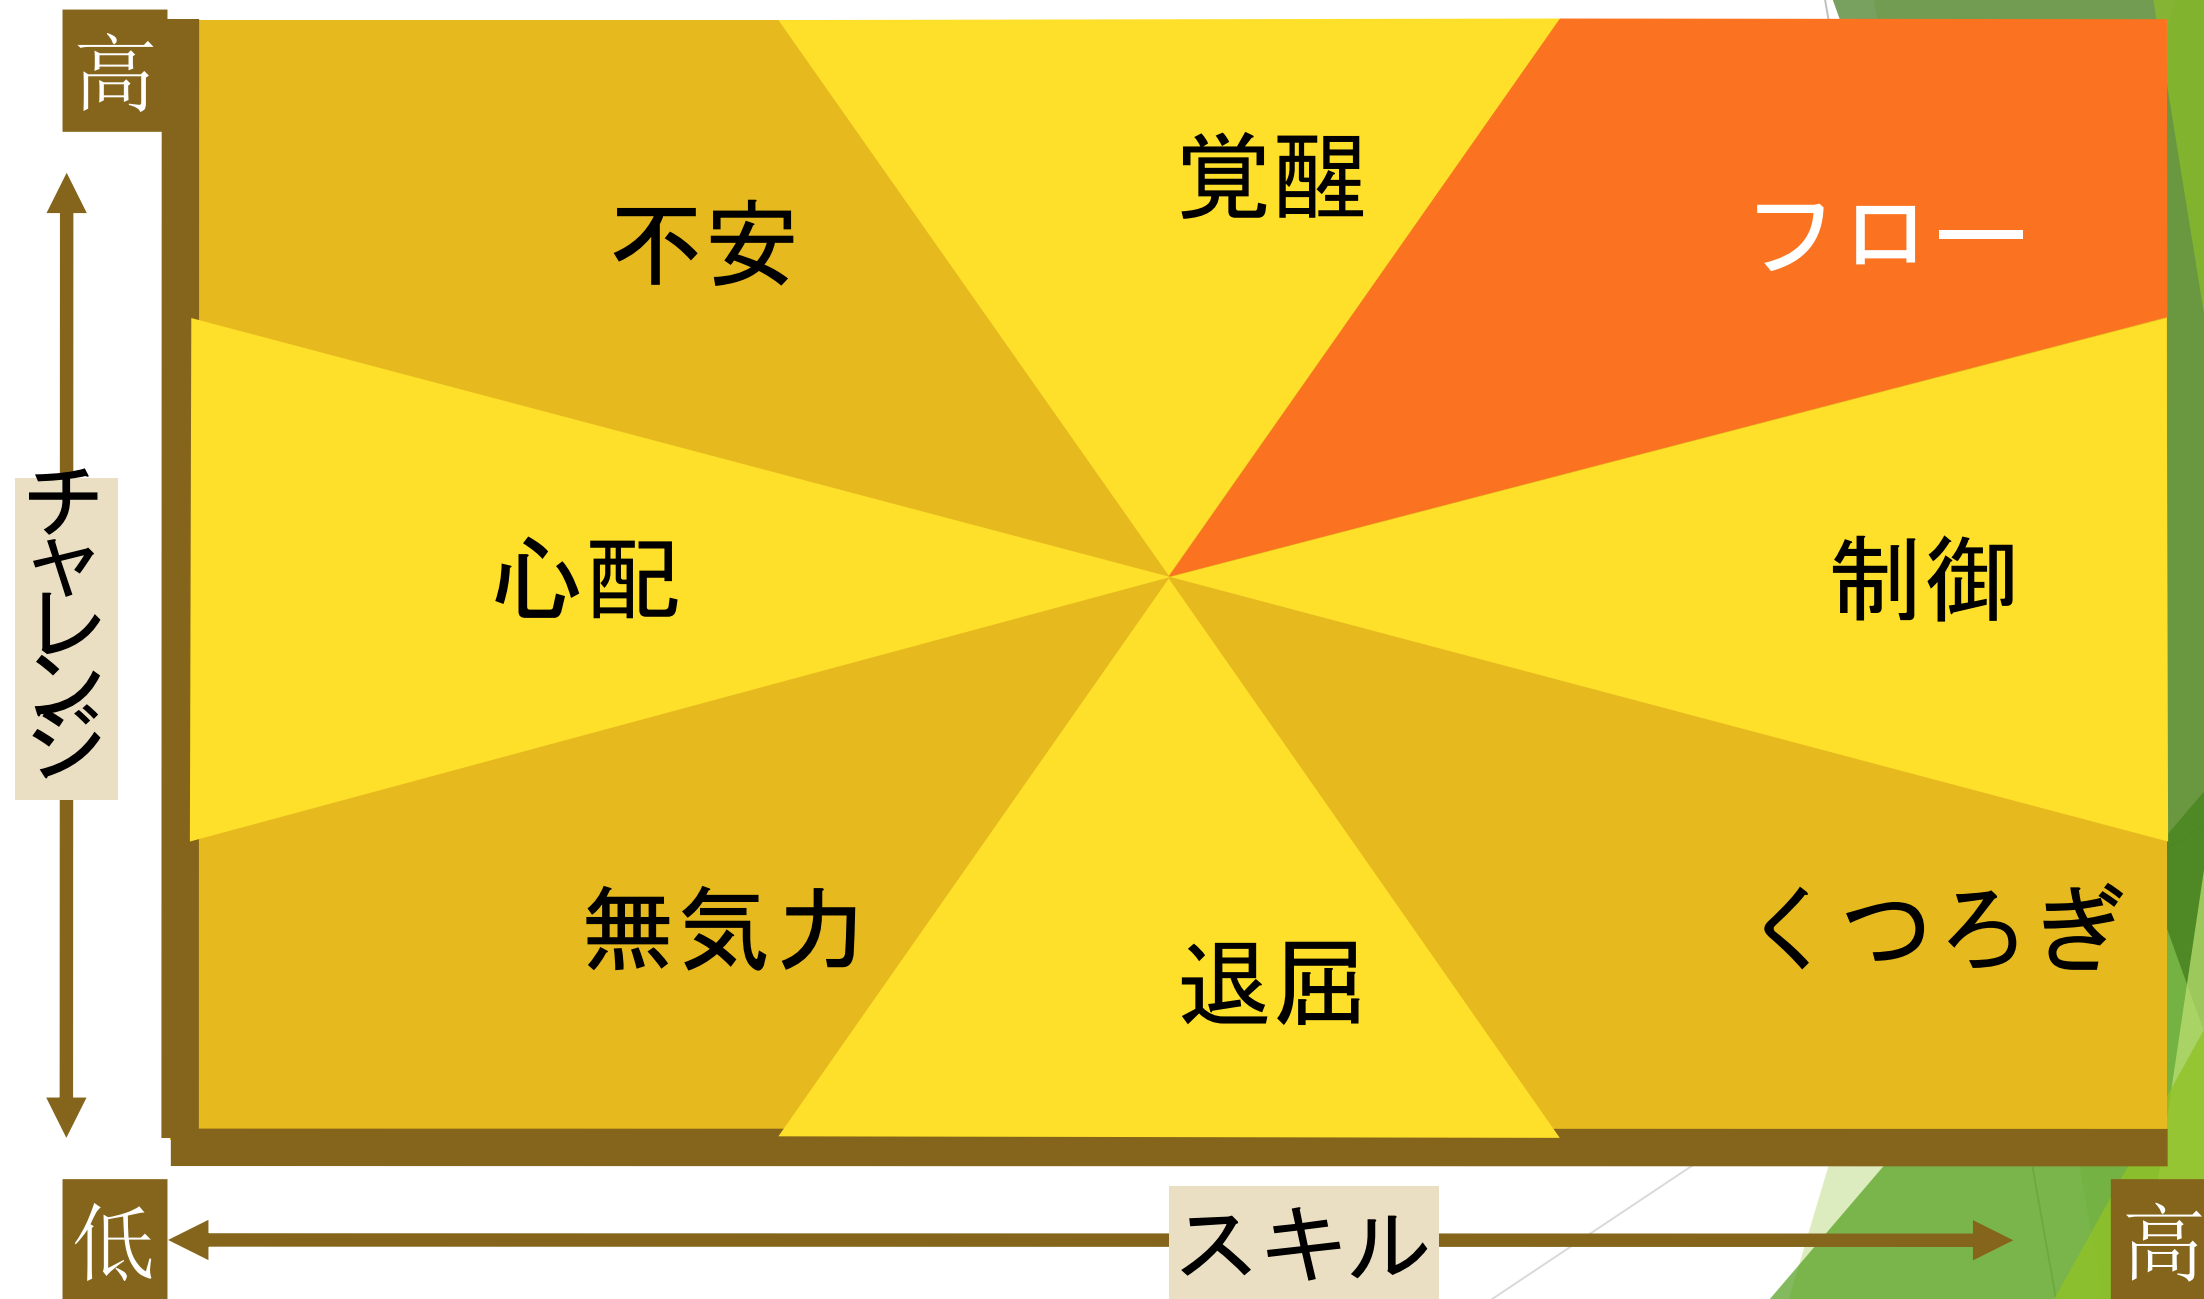 高
覚醒
不安
フロー
チャレンジ
心配
制御
無気力
くつろぎ
退屈
低
スキル
高